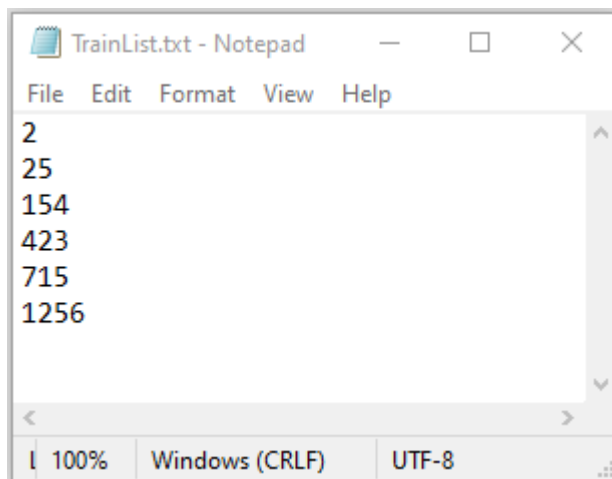 TrainList.txt - Notepad
File Edit Format View Help
2
25
154
423
715
1256
100% Windows (CRLF) UTF-8